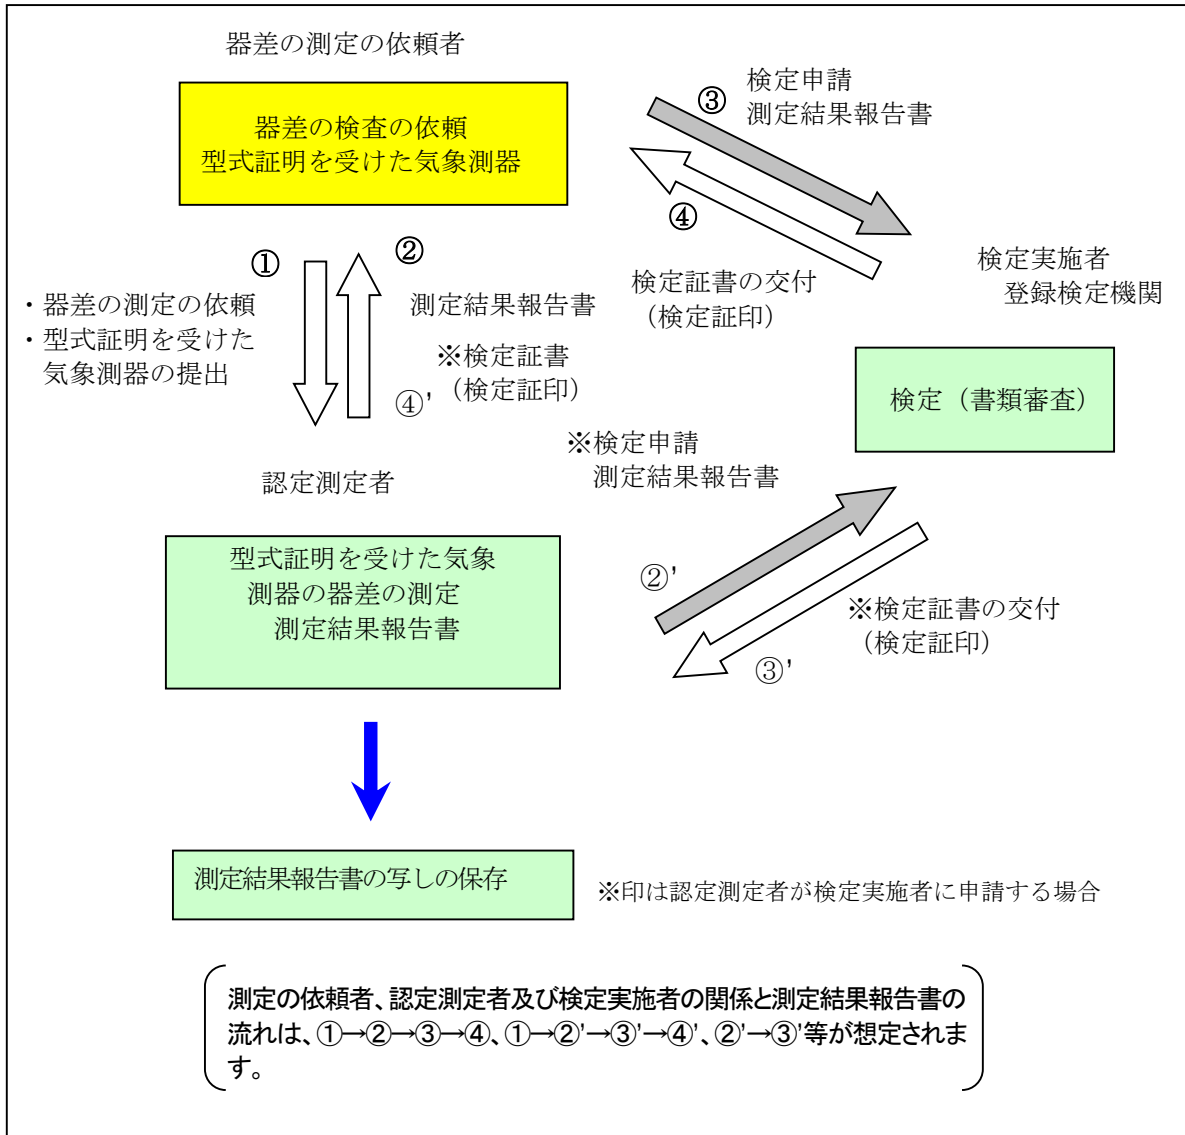 器差の測定の依頼者
器差の検査の依頼
型式証明を受けた気象測器
③
検定申請
測定結果報告書
④
検定証書の交付
（検定証印）
検定実施者
登録検定機関
①
②
・器差の測定の依頼
・型式証明を受けた
気象測器の提出
測定結果報告書
※検定証書
（検定証印）
④’
検定（書類審査）
※検定申請
測定結果報告書
認定測定者
型式証明を受けた気象
測器の器差の測定
測定結果報告書
②’
※検定証書の交付
（検定証印）
③’
測定結果報告書の写しの保存
※印は認定測定者が検定実施者に申請する場合
測定の依頼者、認定測定者及び検定実施者の関係と測定結果報告書の
流れは、①→②→③→④、①→②’→③’→④’、②’→③’等が想定されま
す。